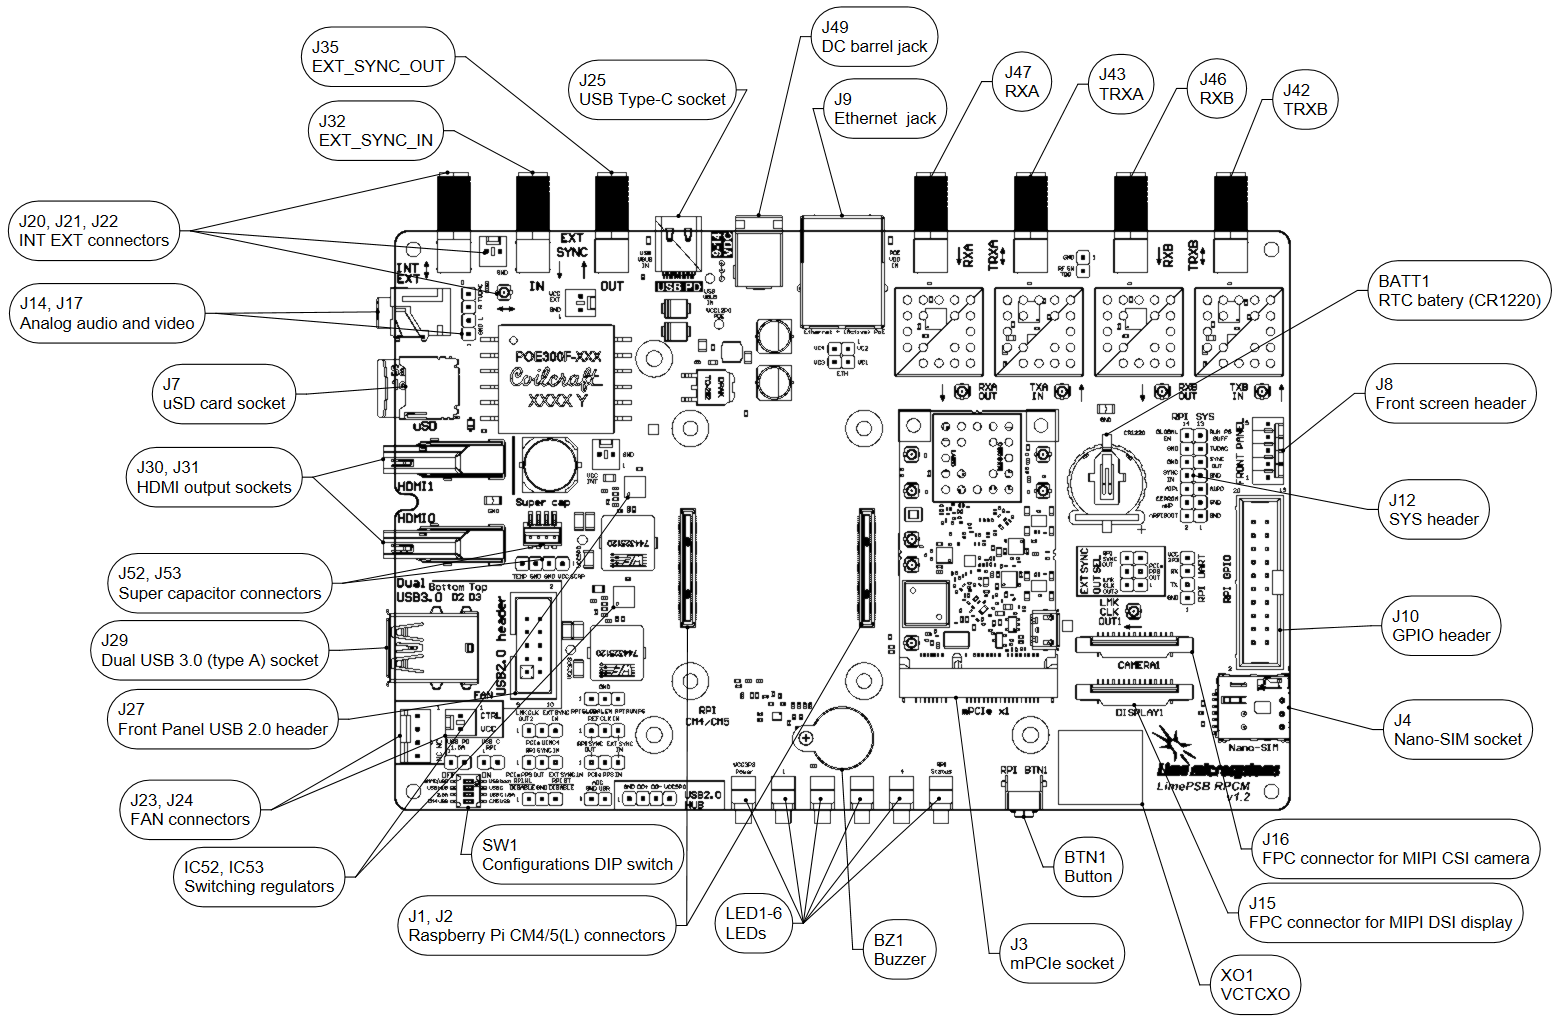 J49
DC barrel jack
J35
EXT_SYNC_OUT
J25
USB Type-C socket
J47
RXA
J43
TRXA
J46
RXB
J42
TRXB
J9
Ethernet  jack
J32
EXT_SYNC_IN
J20, J21, J22
INT EXT connectors
J14, J17
Analog audio and video
J7
uSD card socket
J30, J31
HDMI output sockets
J52, J53
Super capacitor connectors
J29
Dual USB 3.0 (type A) socket
J27
Front Panel USB 2.0 header
J23, J24
FAN connectors
IC52, IC53
Switching regulators
SW1
Configurations DIP switch
J1, J2
Raspberry Pi CM4/5(L) connectors
LED1-6
LEDs
BZ1
Buzzer
J3
mPCIe socket
BTN1
Button
XO1
VCTCXO
J15
FPC connector for MIPI DSI display
J16
FPC connector for MIPI CSI camera
J4
Nano-SIM socket
J10
GPIO header
J12
SYS header
J8
Front screen header
BATT1
RTC batery (CR1220)
INT
EXT
EXT
SYNC
IN
OUT
USB PD
RXA
TRXA
RXB
TRXB
POE300F-XXX
Coilcraft
XXXX Y
uSD
HDMI1
HDMI0
Super cap
Dual
USB3.0
Bottom Top
D2 D3
USB2.0 header
FAN
CTRL
VCC
RXA
OUT
TXA
IN
RXB
OUT
TXB
IN
RPI SYS
CR1220
FRONT PANEL
EXT SYNC
OUT SEL
RPI UART
RPI GPIO
LMK
CLK
OUT1
CAMERA1
DISPLAY1
mPCIe x1
Nano-SIM
RPI
CM4/CM5
USB2.0
HUB
VCC3P3
Power
1
4
RPI
Status
RPI BTN1
Lime microsystems
LimePSB RPCM
v1.2